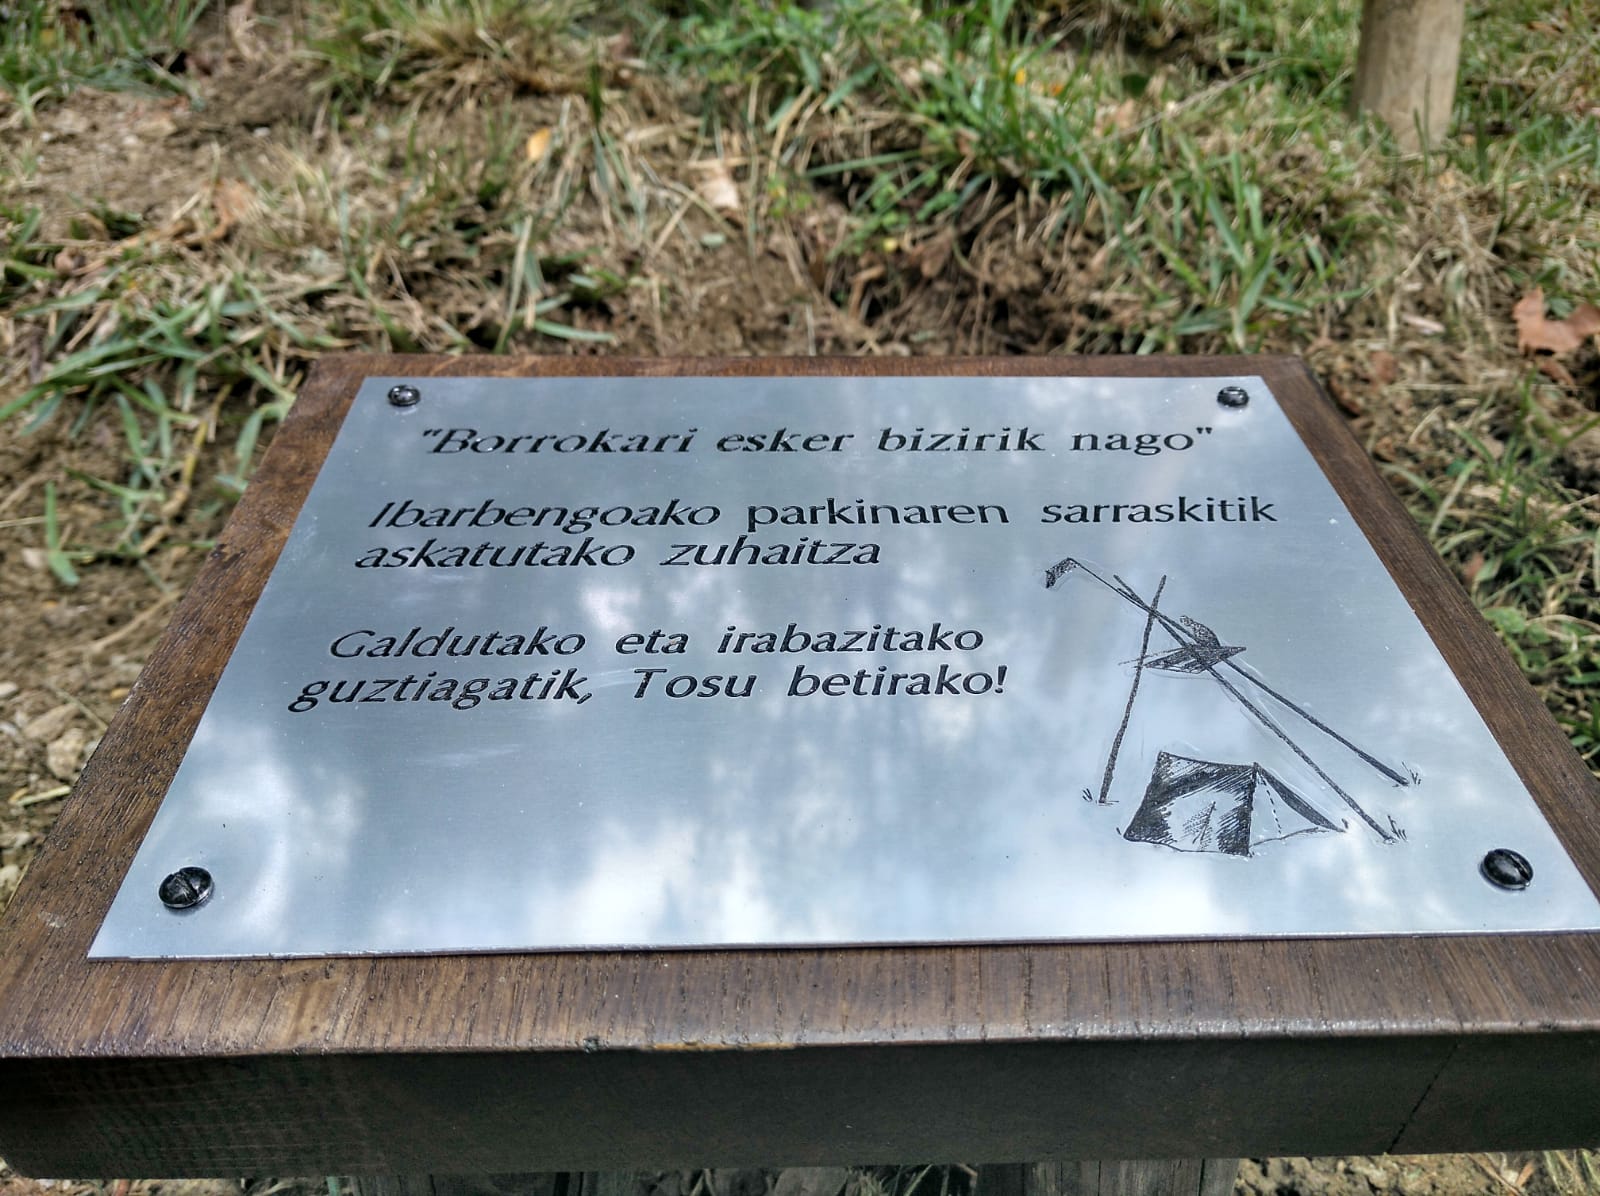 "Borrokari esker bizirik nago"
Ibarbengoako parkinaren sarraskitik
askatutako zuhaitza
Galdutako eta irabazitako
guztiagatik, Tosu betirako!